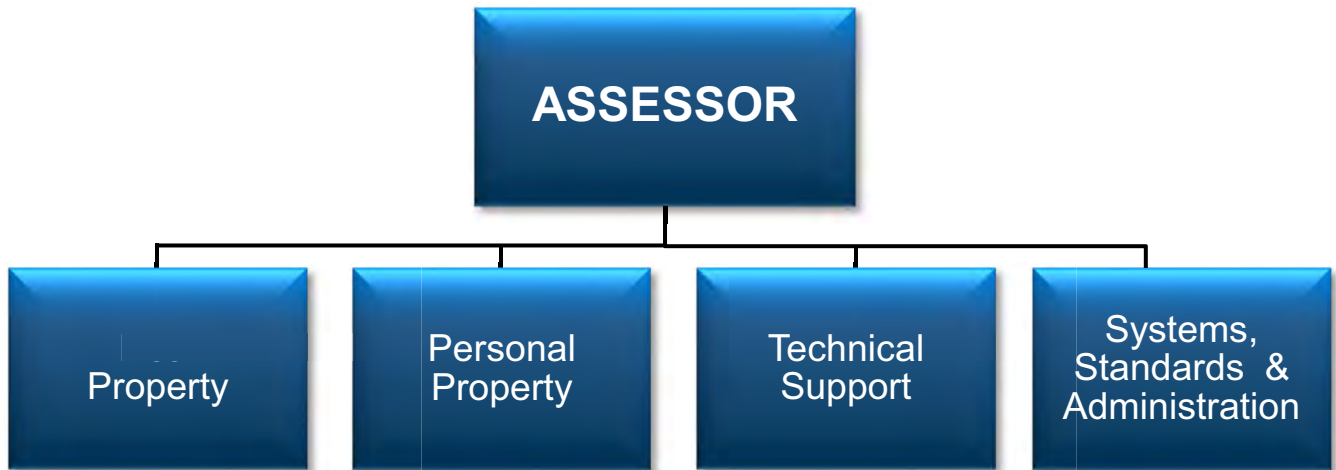 ASSESSOR
Property
Personal
Property
Technical
Support
Systems,
Standards & 
Administration